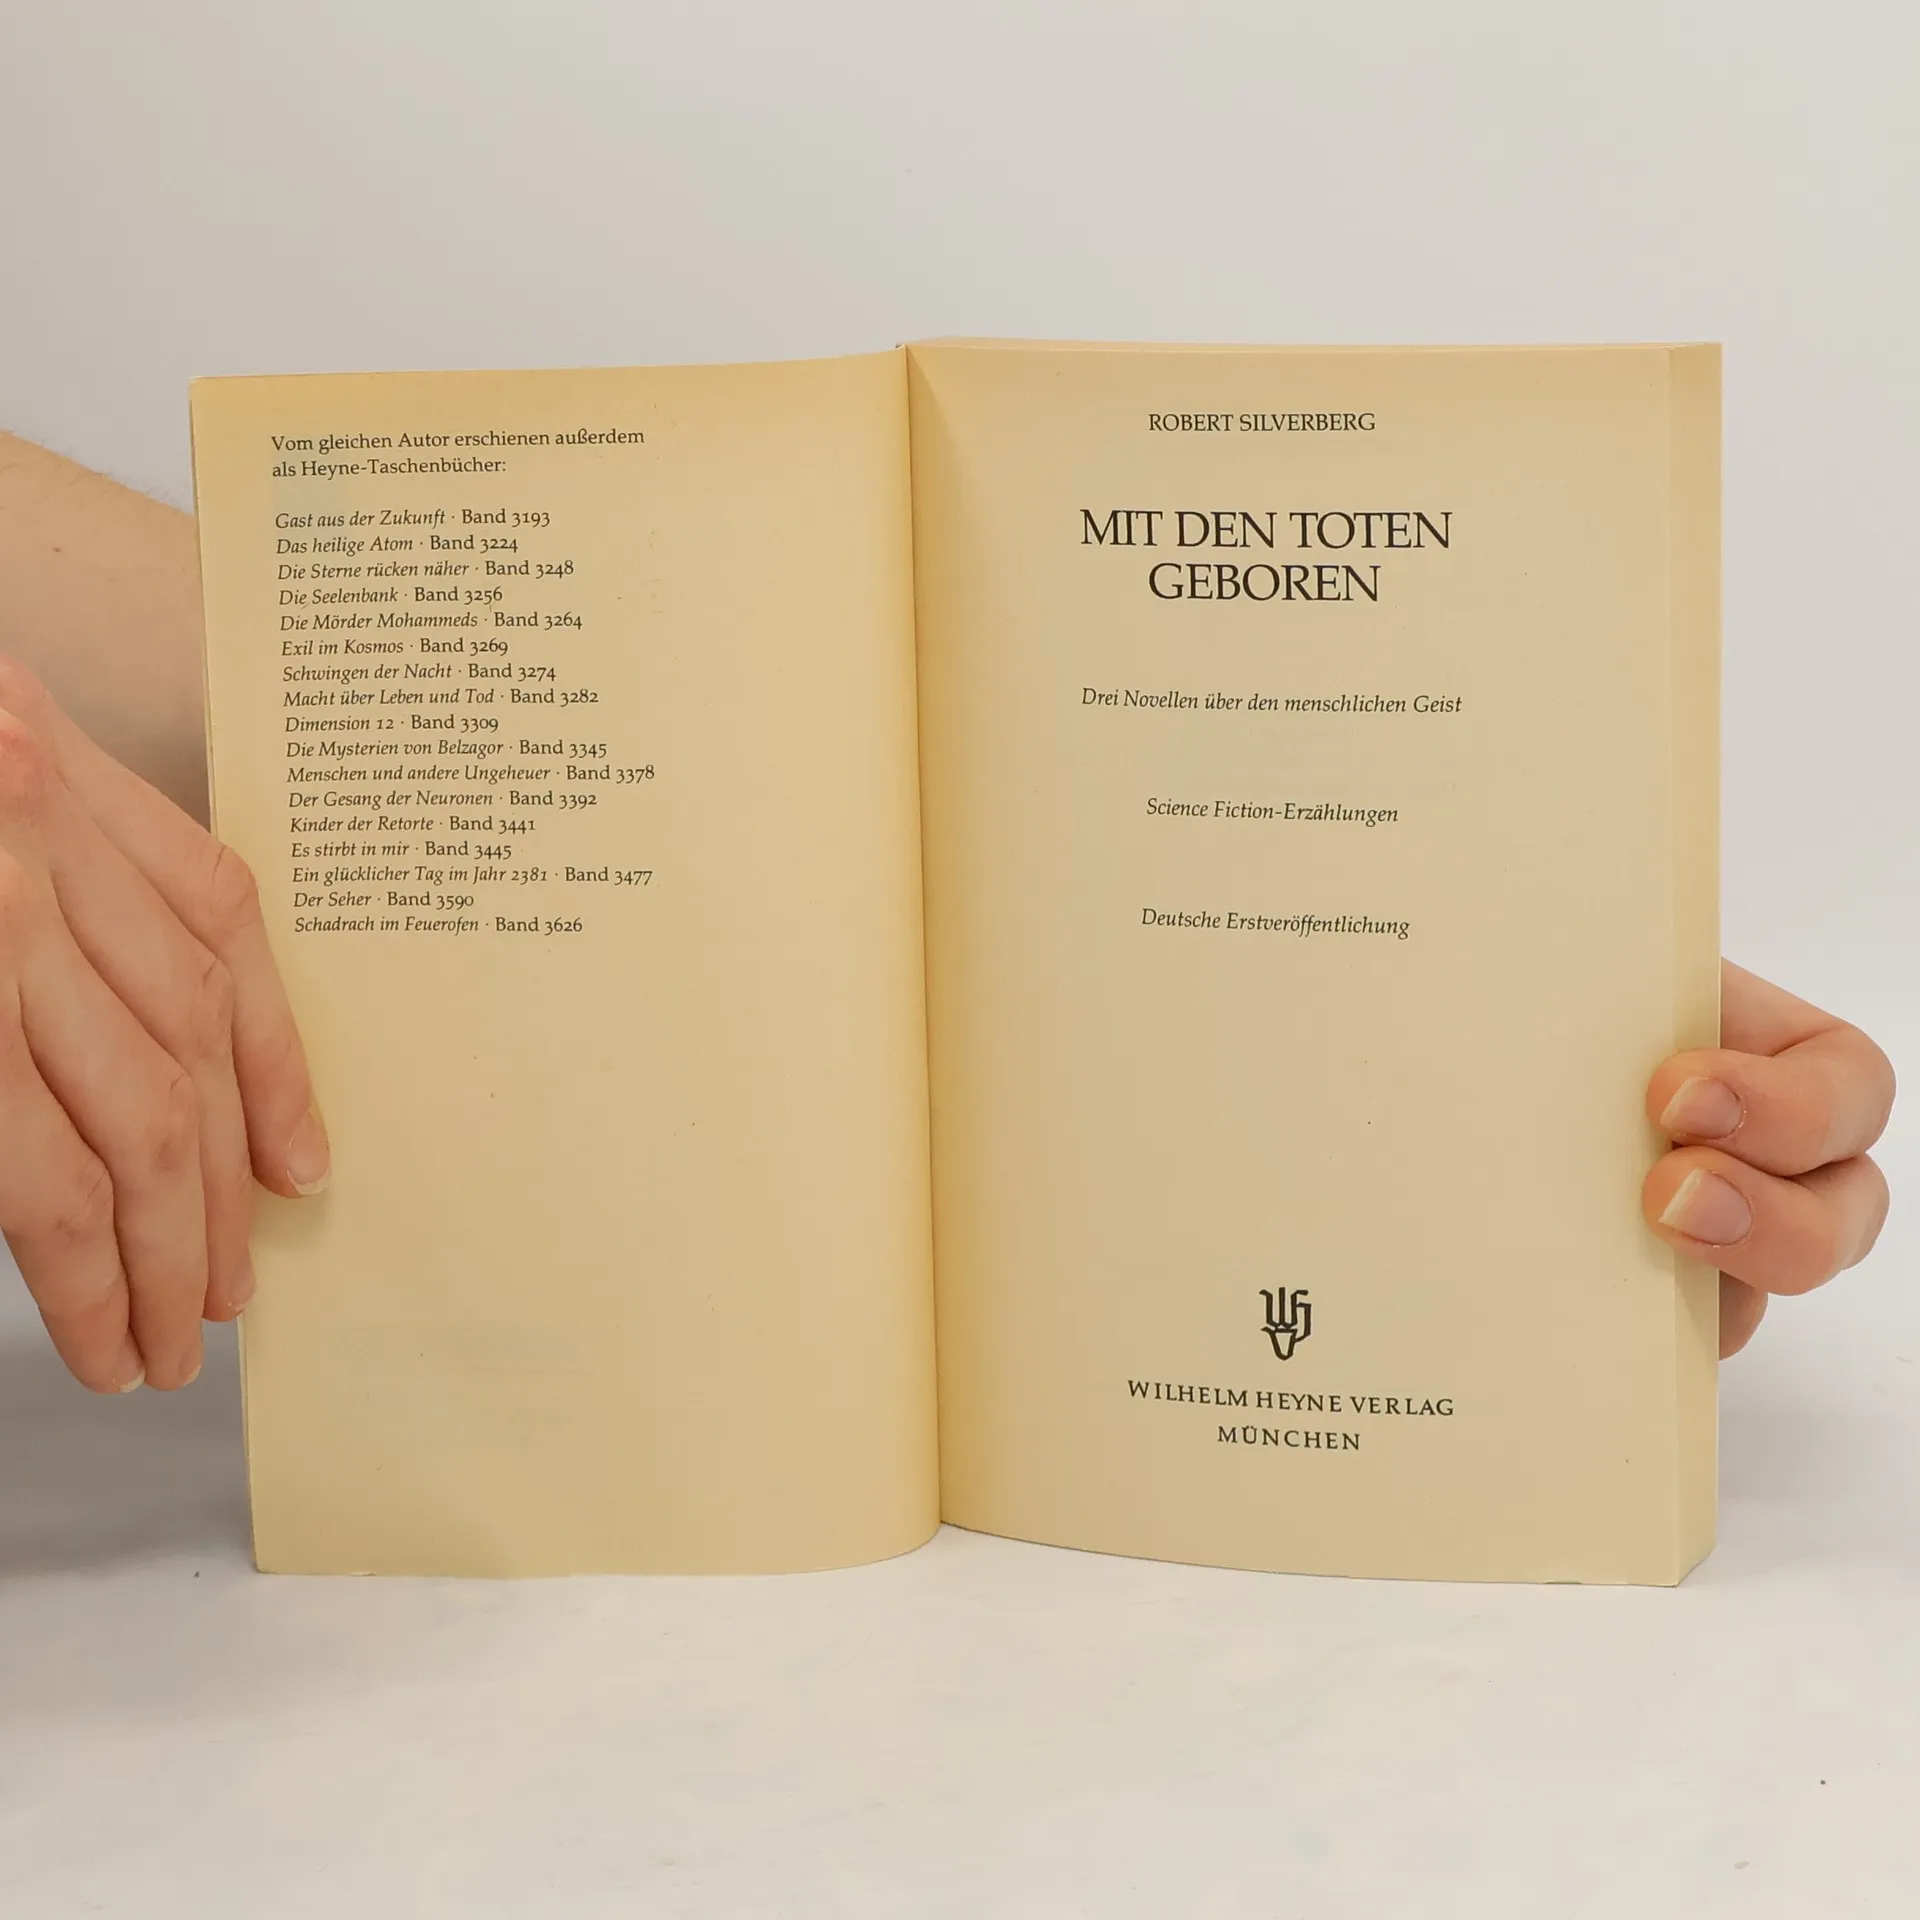 Vom gleichen Autor erschienen außerdem
als Heyne-Taschenbücher:
Gast aus der Zukunft · Band 3193
Das heilige Atom · Band 3224
Die Sterne rücken näher · Band 3248
Die Seelenbank · Band 3256
Die Mörder Mohammeds · Band 3264
Exil im Kosmos · Band 3269
Schwingen der Nacht · Band 3274
Macht über Leben und Tod · Band 3282
Dimension 12 · Band 3309
Die Mysterien von Belzagor · Band 3345
Menschen und andere Ungeheuer · Band 3378
Der Gesang der Neuronen · Band 3392
Kinder der Retorte · Band 3441
Es stirbt in mir · Band 3445
Ein glücklicher Tag im Jahr 2381 · Band 3477
Der Seher · Band 3590
Schadrach im Feuerofen · Band 3626
ROBERT SILVERBERG
MIT DEN TOTEN
GEBOREN
Drei Novellen über den menschlichen Geist
Science Fiction-Erzählungen
Deutsche Erstveröffentlichung
WILHELM HEYNE VERLAG
MÜNCHEN